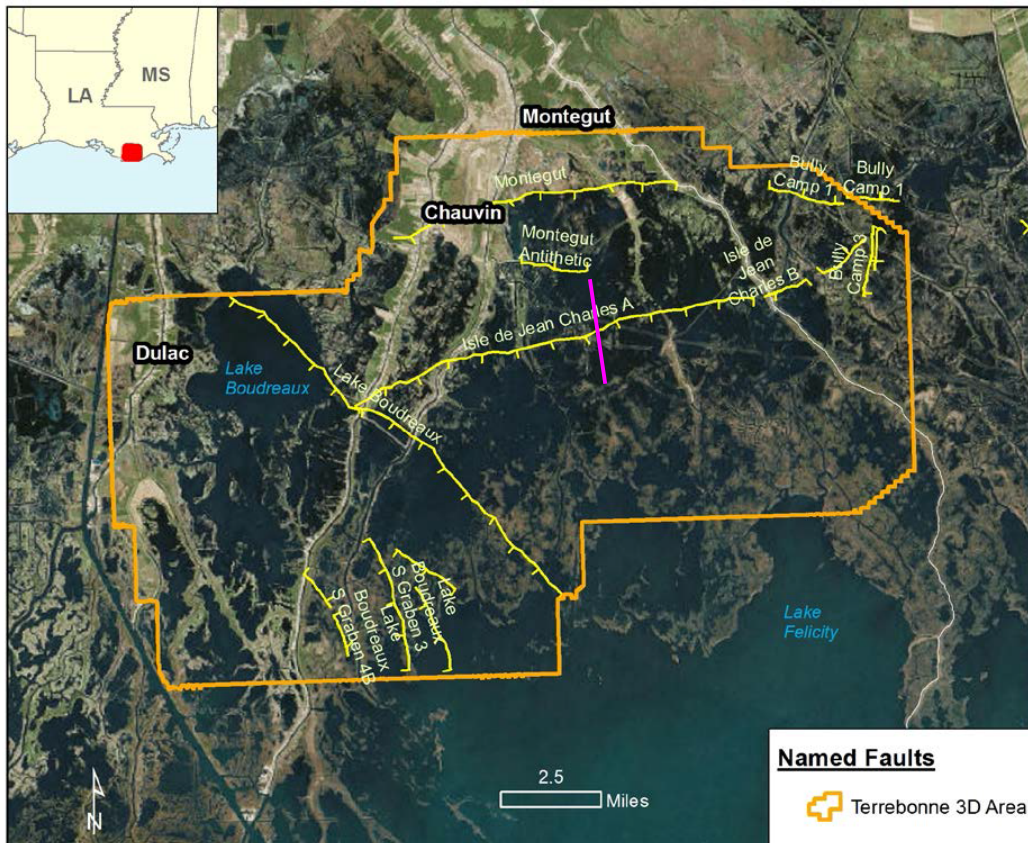 LA
MS
Montegut
Montegut
Bully
Camp 1
Bully
Camp 1
Chauvin
Montegut
Antithetic
Isle de
Jean
Charles B
Bully
Camp 3
Isle de Jean Charles A
Dulac
Lake
Boudreaux
Lake Boudreaux
Lake
Boudreaux
S Graben 3
Lake
Boudreaux
S Graben 4B
Lake
Felicity
2.5
Miles
N
Named Faults
Terrebonne 3D Area